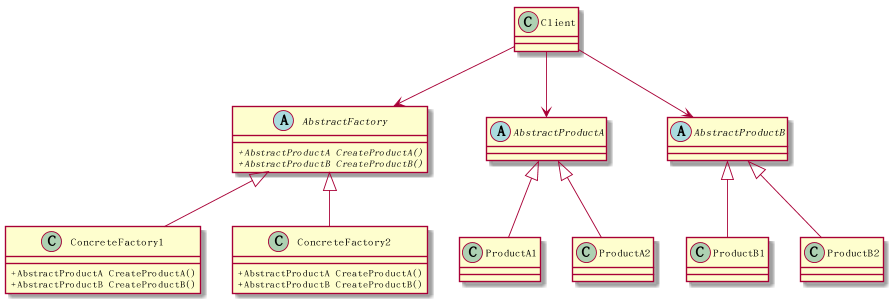 C Client
A AbstractFactory
+AbstractProductA CreateProductA()
+AbstractProductB CreateProductB()
A AbstractProductA
A AbstractProductB
C ConcreteFactory1
+AbstractProductA CreateProductA()
+AbstractProductB CreateProductB()
C ConcreteFactory2
+AbstractProductA CreateProductA()
+AbstractProductB CreateProductB()
C ProductA1
C ProductA2
C ProductB1
C ProductB2